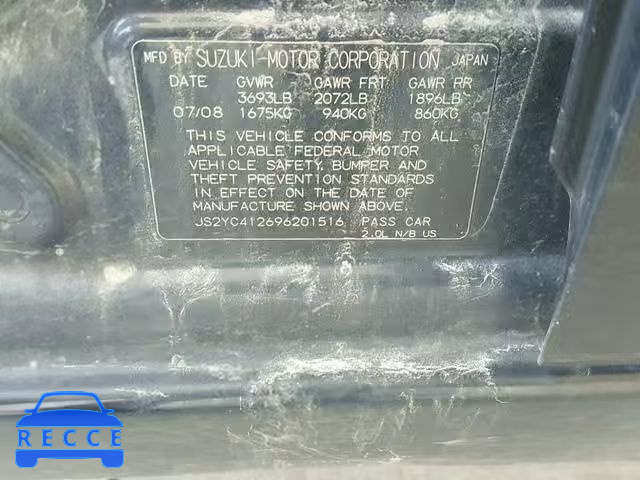 MFD BY SUZUKI MOTOR CORPORATION JAPAN
DATE GVWR GAWR FRT GAWR RR
3693LB 2072LB 1896LB
07/08 1675KG 940KG 860KG
THIS VEHICLE CONFORMS TO ALL
APPLICABLE FEDERAL MOTOR
VEHICLE SAFETY, BUMPER AND
THEFT PREVENTION STANDARDS
IN EFFECT ON THE DATE OF
MANUFACTURE SHOWN ABOVE.
JS2YC412696201516 PASS CAR
2.0L N/B US
RECCE